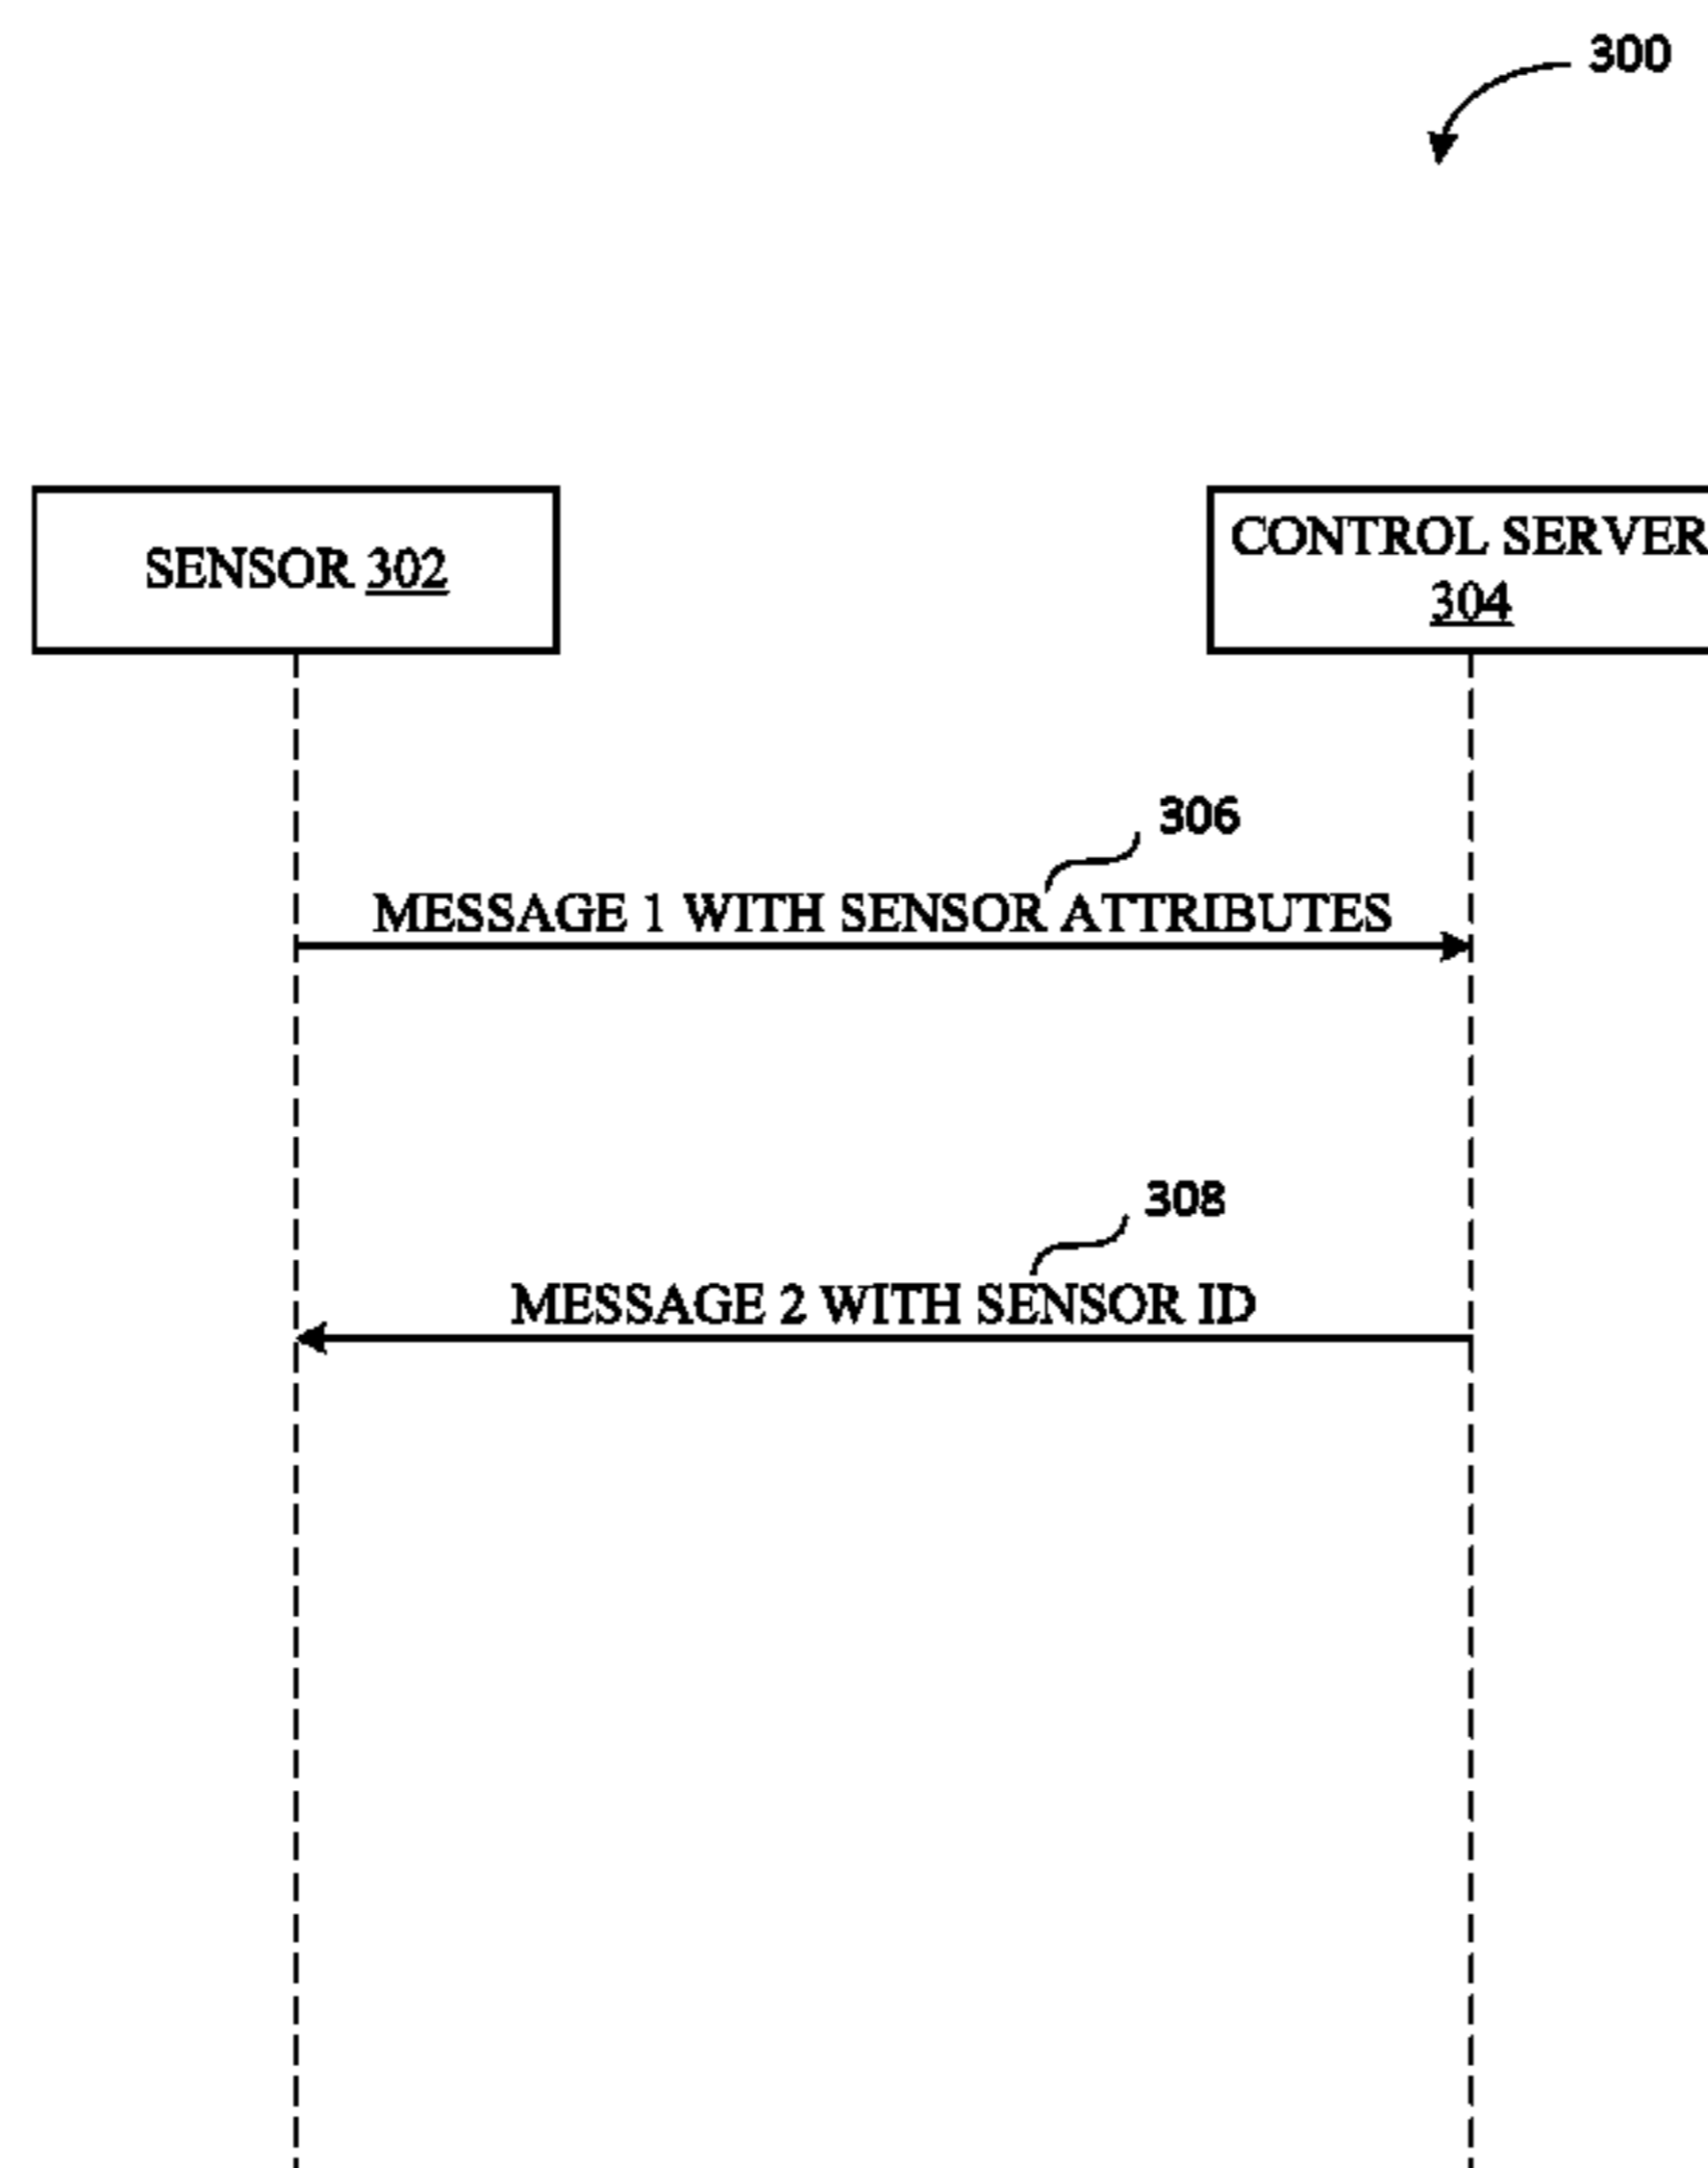 300
SENSOR 302
CONTROL SERVER
304
306
MESSAGE 1 WITH SENSOR ATTRIBUTES
308
MESSAGE 2 WITH SENSOR ID